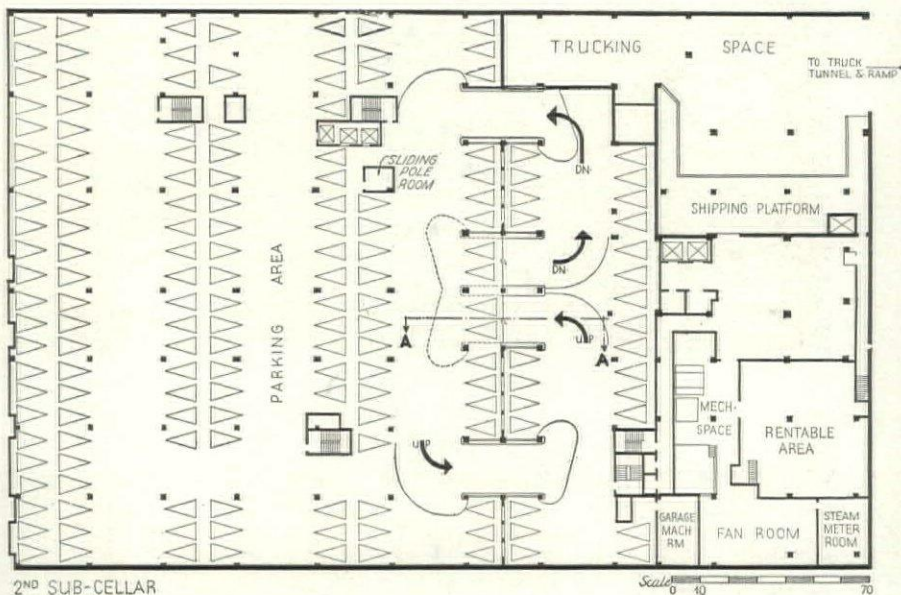 TRUCKING SPACE
TO TRUCK
TUNNEL & RAMP
DN.
SLIDING
POLE
ROOM
SHIPPING PLATFORM
DN.
PARKING AREA
A
UP
A
MECH-
SPACE
RENTABLE
AREA
UP
GARAGE
MACH
RM
FAN ROOM
STEAM
METER
ROOM
2ND SUB-CELLAR
Scale
0 10 70